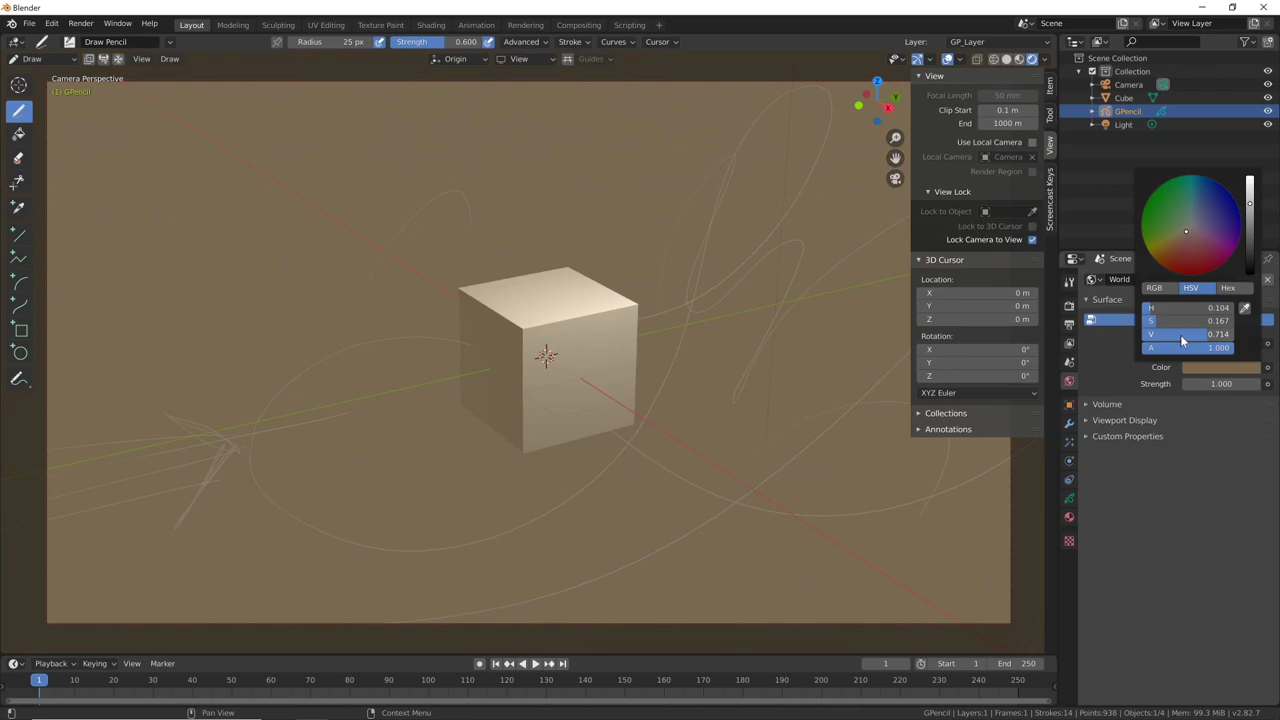 Blender
File Edit Render Window Help Layout Modeling Sculpting UV Editing Texture Paint Shading Animation Rendering Compositing Scripting + Scene View Layer
Draw Pencil Radius 25 px Strength 0.600 Advanced Stroke Curves Cursor Layer: GP_Layer
Draw View Draw Origin View Guides
Camera Perspective
(1) GPencil
Z
Y
X
View
Focal Length 50 mm
Clip Start 0.1 m
End 1000 m
Use Local Camera
Local Camera Camera
Render Region
View Lock
Lock to Object
Lock to 3D Cursor
Lock Camera to View
3D Cursor
Location:
X 0 m
Y 0 m
Z 0 m
Rotation:
X 0°
Y 0°
Z 0°
XYZ Euler
Collections
Annotations
Item
Tool
View
Screencast Keys
Scene Collection
Collection
Camera
Cube
GPencil
Light
Scene
World
Surface
RGB HSV Hex
H 0.104
S 0.167
V 0.714
A 1.000
Color
Strength 1.000
Volume
Viewport Display
Custom Properties
Playback Keying View Marker 1 Start 1 End 250
1 10 20 30 40 50 60 70 80 90 100 110 120 130 140 150 160 170 180 190 200 210 220 230 240 250
Pan View Context Menu GPencil | Layers:1 | Frames:1 | Strokes:14 | Points:938 | Objects:1/4 | Mem: 99.3 MiB | v2.82.7